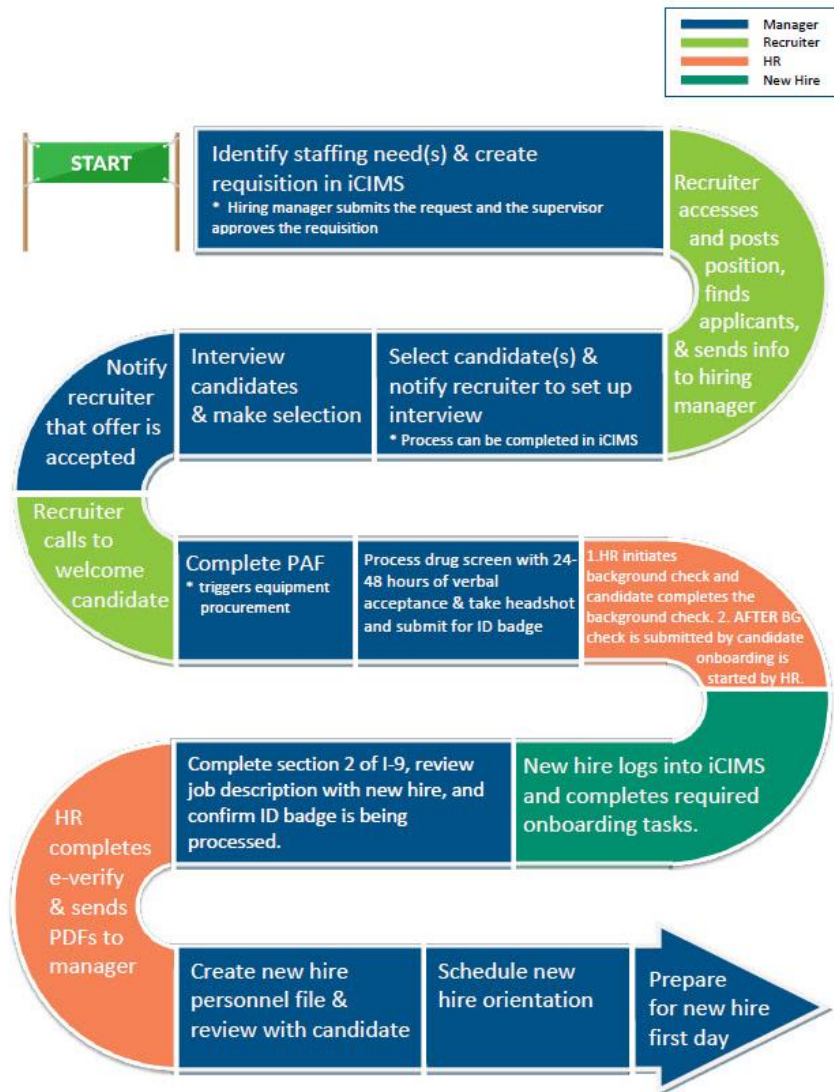 Manager
Recruiter
HR
New Hire
START
Identify staffing need(s) & create
requisition in iCIMS
* Hiring manager submits the request and the supervisor
approves the requisition
Recruiter
accesses
and posts
position,
finds
applicants,
& sends info
to hiring
manager
Select candidate(s) &
notify recruiter to set up
interview
* Process can be completed in iCIMS
Interview
candidates
& make selection
Notify
recruiter
that offer is
accepted
Recruiter
calls to
welcome
candidate
Complete PAF
* triggers equipment
procurement
Process drug screen with 24-
48 hours of verbal
acceptance & take headshot
and submit for ID badge
1.HR initiates
background check and
candidate completes the
background check. 2. AFTER BG
check is submitted by candidate
onboarding is
started by HR.
New hire logs into iCIMS
and completes required
onboarding tasks.
Complete section 2 of I-9, review
job description with new hire, and
confirm ID badge is being
processed.
HR
completes
e-verify
& sends
PDFs to
manager
Create new hire
personnel file &
review with candidate
Schedule new
hire orientation
Prepare
for new hire
first day